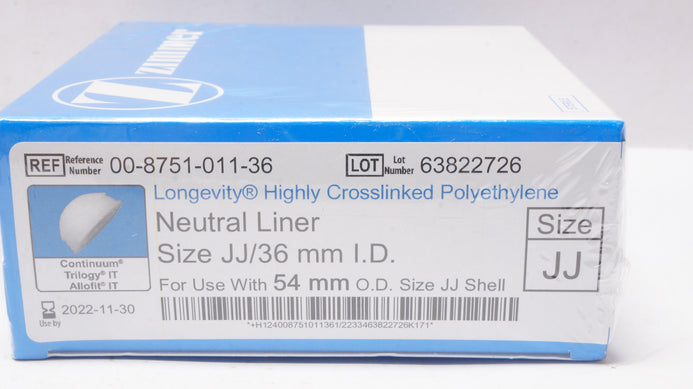 Zimmer
Z
REF Reference Number 00-8751-011-36
LOT Lot Number 63822726
Longevity® Highly Crosslinked Polyethylene
Neutral Liner
Size JJ/36 mm I.D.
For Use With 54 mm O.D. Size JJ Shell
Size
JJ
Continuum®
Trilogy® IT
Allofit® IT
Use by 2022-11-30
*+H124008751011361/2233463822726K171*